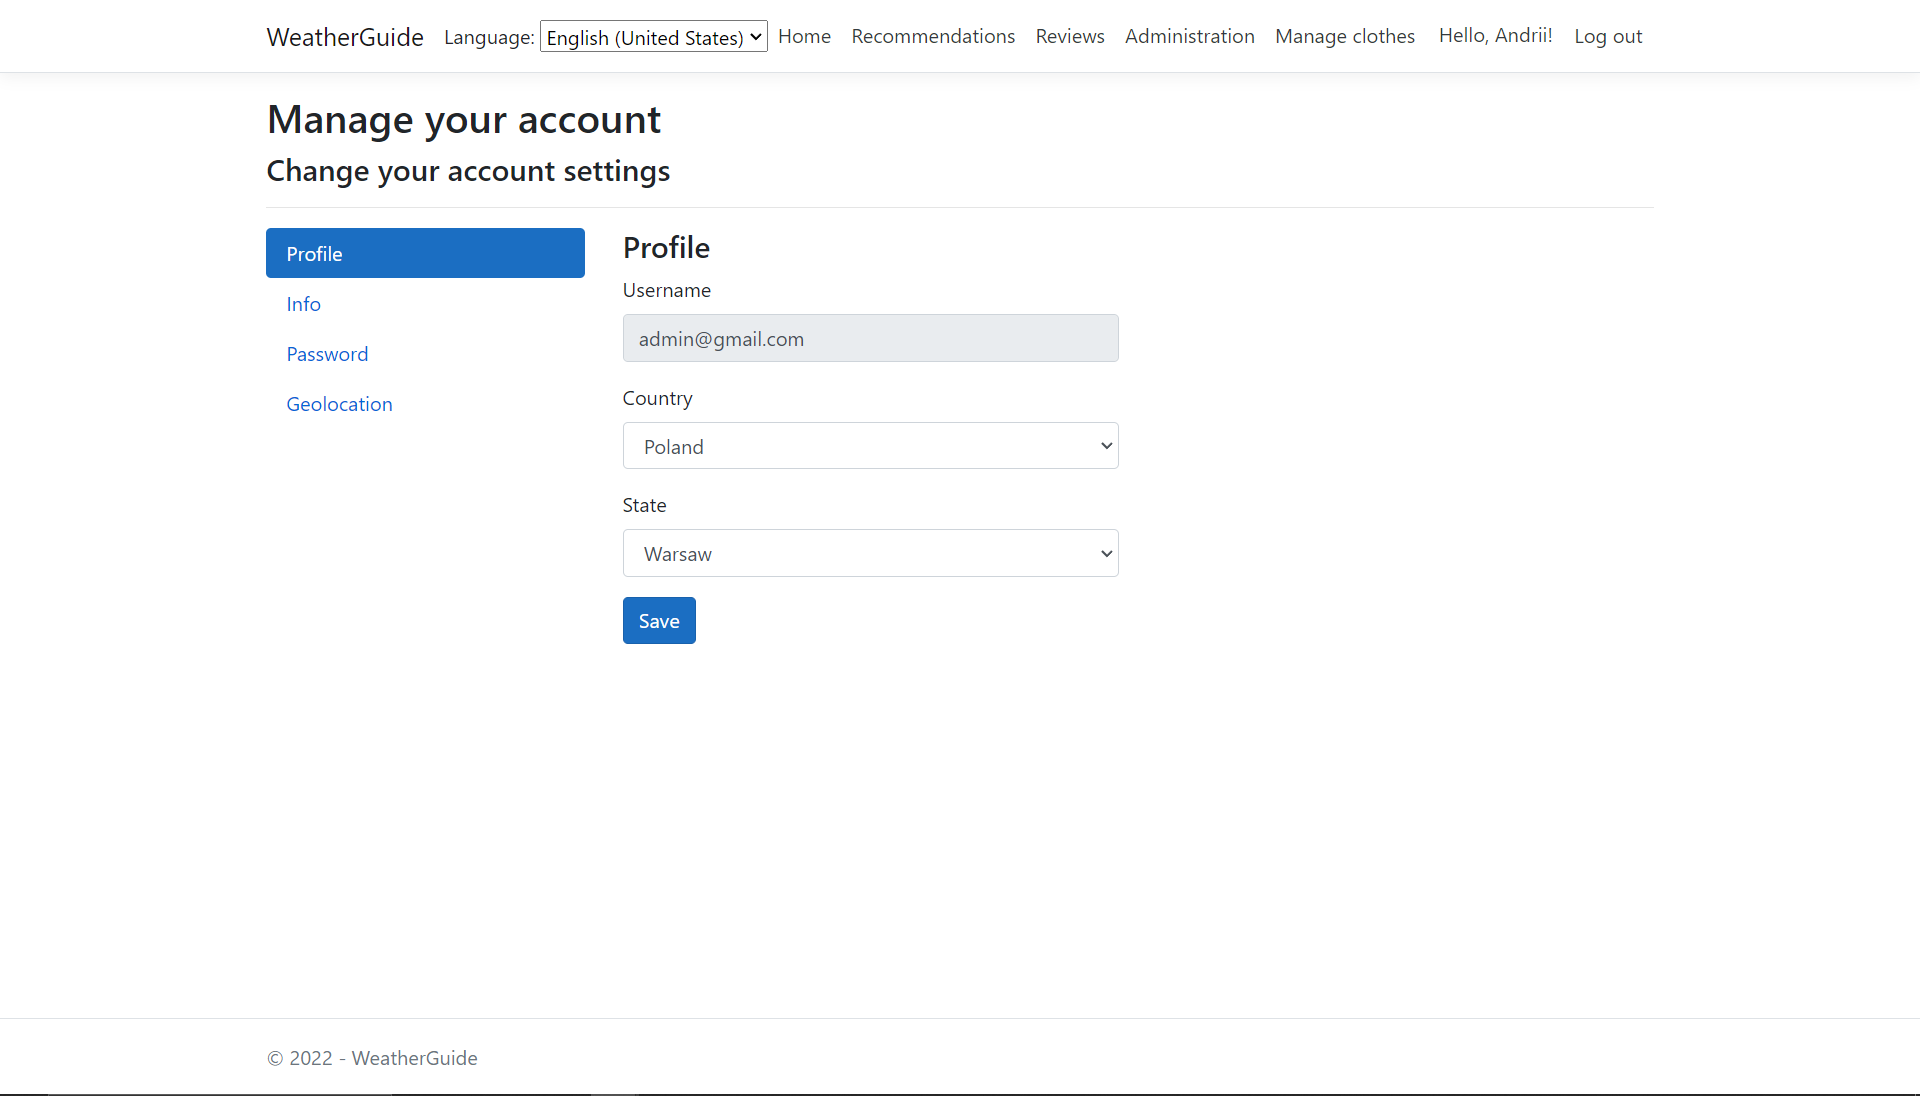 WeatherGuide Language: English (United States) Home Recommendations Reviews Administration Manage clothes Hello, Andrii! Log out
Manage your account
Change your account settings
Profile
Info
Password
Geolocation
Profile
Username
admin@gmail.com
Country
Poland
State
Warsaw
Save
© 2022 - WeatherGuide